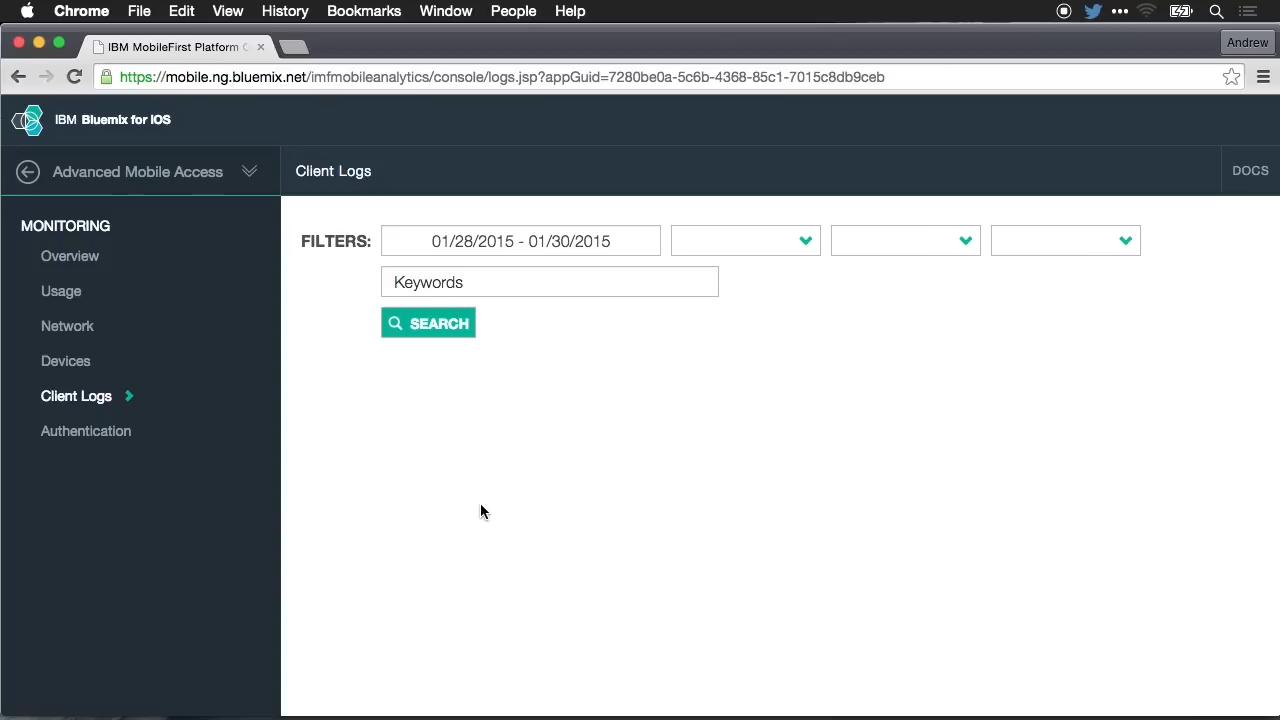 Chrome File Edit View History Bookmarks Window People Help
IBM MobileFirst Platform
Andrew
https://mobile.ng.bluemix.net/imfmobileanalytics/console/logs.jsp?appGuid=7280be0a-5c6b-4368-85c1-7015c8db9ceb
IBM Bluemix for iOS
Advanced Mobile Access
Client Logs
DOCS
MONITORING
Overview
Usage
Network
Devices
Client Logs
Authentication
FILTERS: 01/28/2015 - 01/30/2015
Keywords
SEARCH